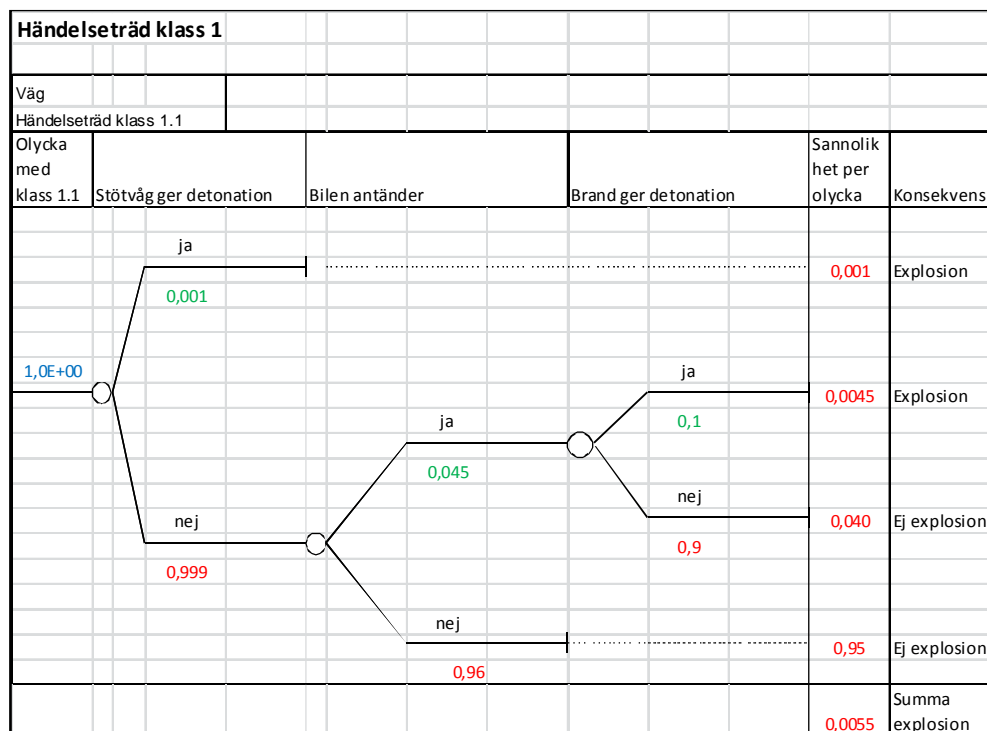 Händelseträd klass 1
Väg
Händelseträd klass 1.1
Olycka
med
klass 1.1
Stötvåg ger detonation
Bilen antänder
Brand ger detonation
Sannolik
het per
olycka
Konsekvens
ja
0,001
0,001
Explosion
1,0E+00
ja
0,0045
Explosion
ja
0,1
0,045
nej
0,040
Ej explosion
nej
0,9
0,999
nej
0,95
Ej explosion
0,96
Summa
0,0055
explosion